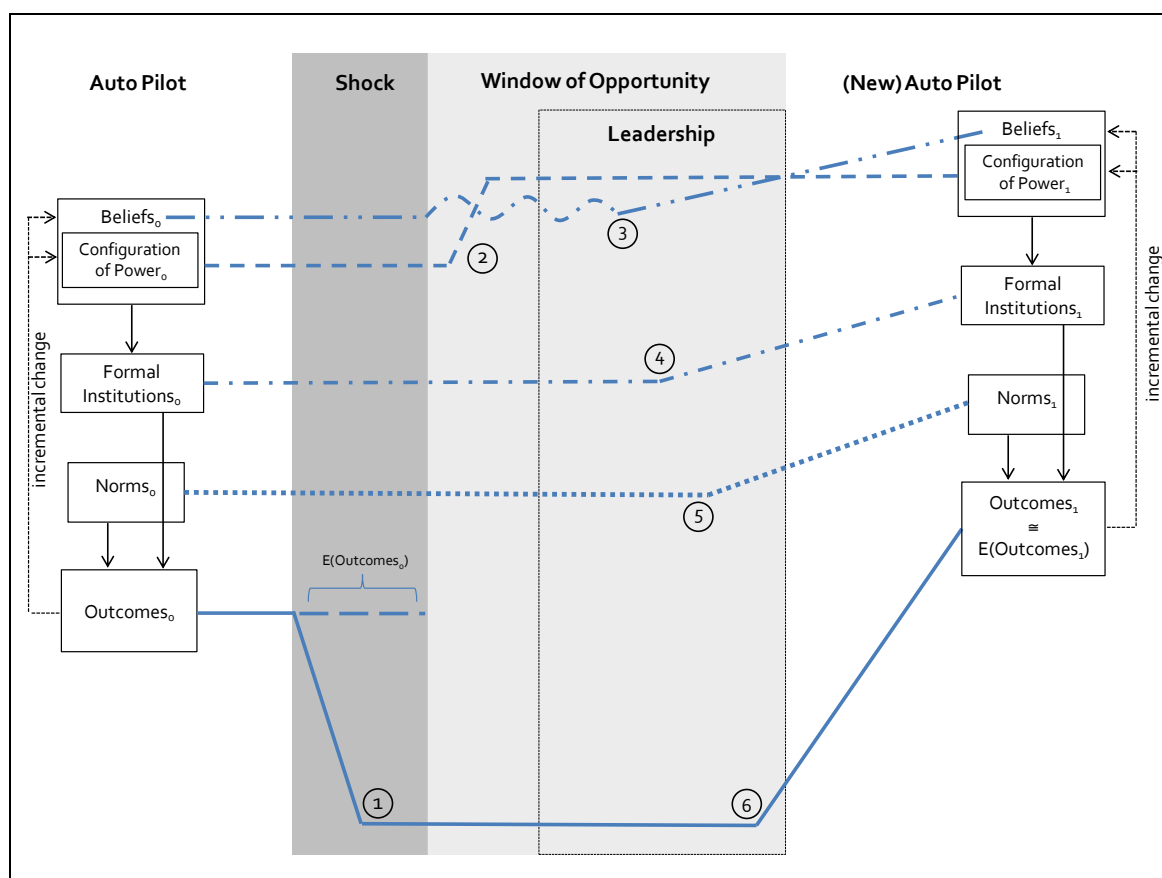 Auto Pilot
Shock
Window of Opportunity
(New) Auto Pilot
Leadership
Beliefs₀
Configuration
of Power₀
Formal
Institutions₀
Norms₀
Outcomes₀
incremental change
E(Outcomes₀)
1
2
3
4
5
6
Beliefs₁
Configuration
of Power₁
Formal
Institutions₁
Norms₁
Outcomes₁
≅
E(Outcomes₁)
incremental change